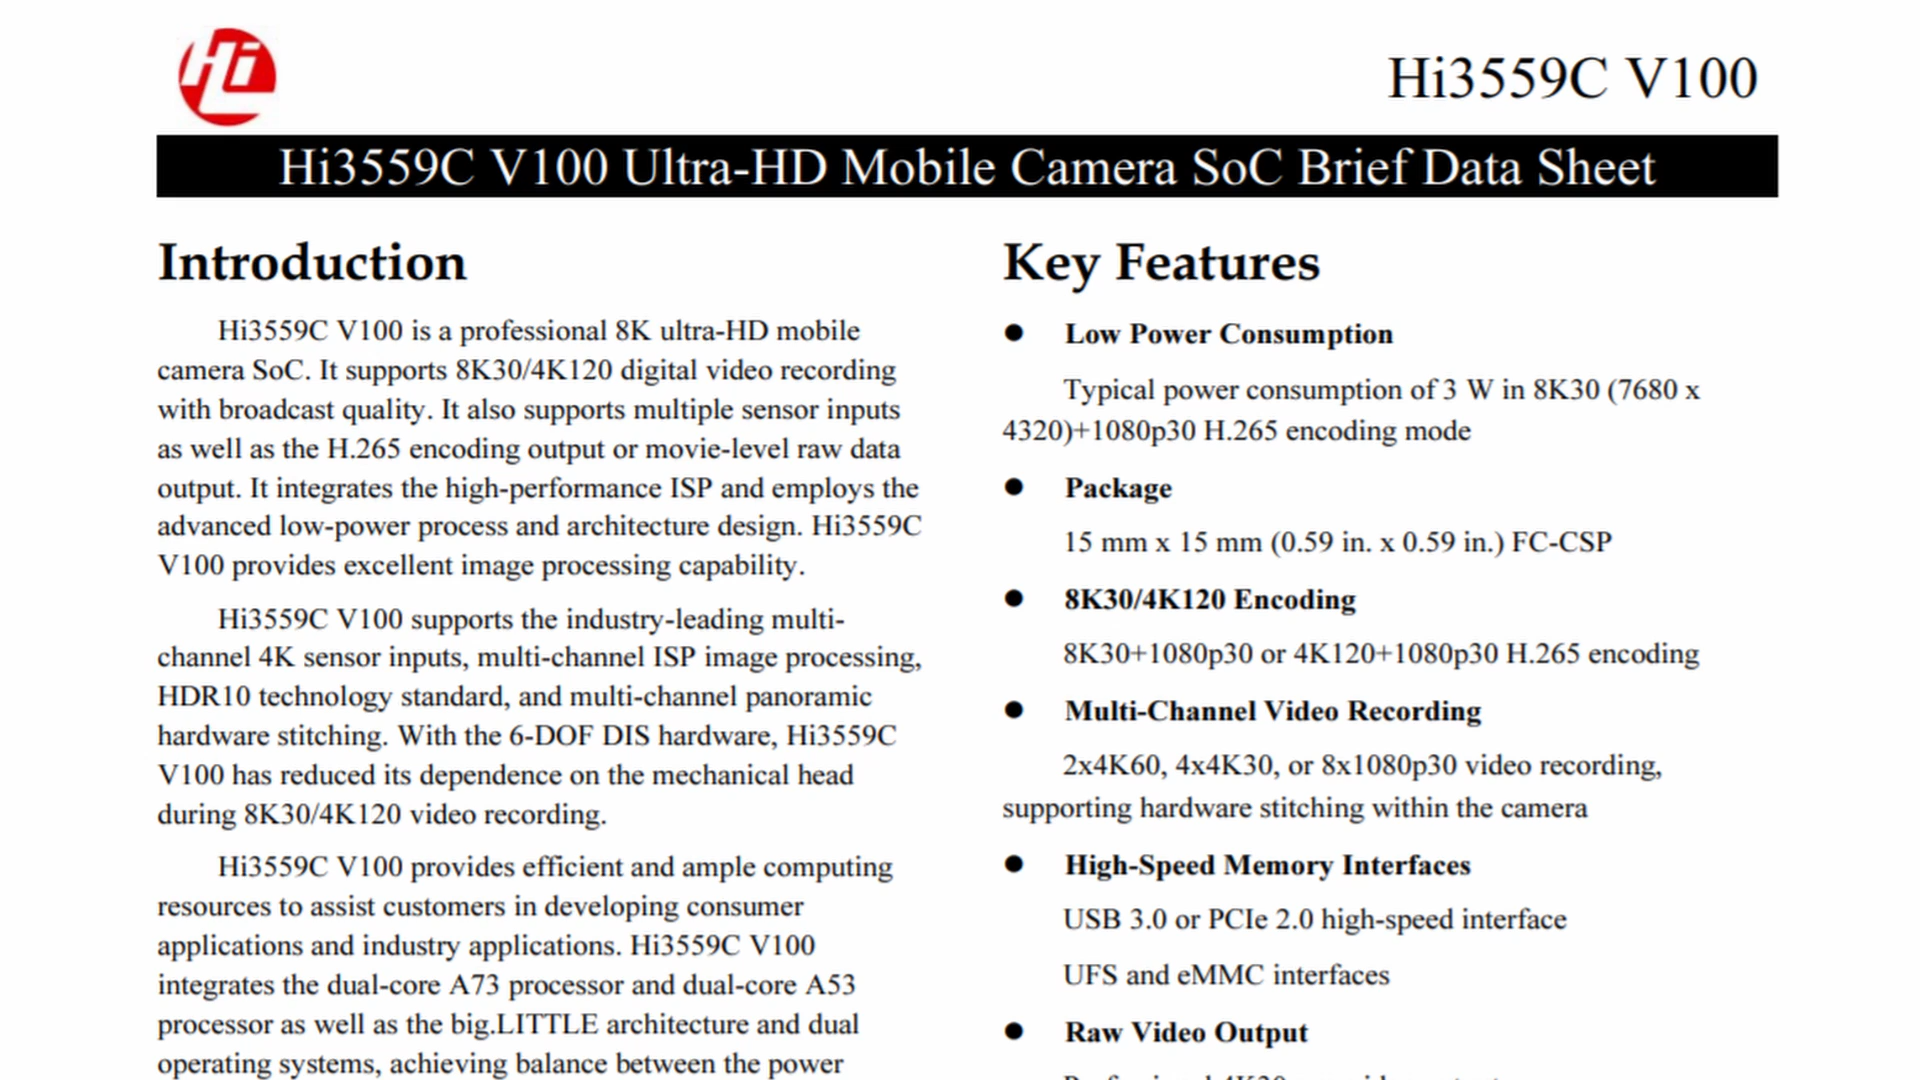 Hi
Hi3559C V100
Hi3559C V100 Ultra-HD Mobile Camera SoC Brief Data Sheet
Introduction
Hi3559C V100 is a professional 8K ultra-HD mobile
camera SoC. It supports 8K30/4K120 digital video recording
with broadcast quality. It also supports multiple sensor inputs
as well as the H.265 encoding output or movie-level raw data
output. It integrates the high-performance ISP and employs the
advanced low-power process and architecture design. Hi3559C
V100 provides excellent image processing capability.
Hi3559C V100 supports the industry-leading multi-
channel 4K sensor inputs, multi-channel ISP image processing,
HDR10 technology standard, and multi-channel panoramic
hardware stitching. With the 6-DOF DIS hardware, Hi3559C
V100 has reduced its dependence on the mechanical head
during 8K30/4K120 video recording.
Hi3559C V100 provides efficient and ample computing
resources to assist customers in developing consumer
applications and industry applications. Hi3559C V100
integrates the dual-core A73 processor and dual-core A53
processor as well as the big.LITTLE architecture and dual
operating systems, achieving balance between the power
Key Features
● Low Power Consumption
Typical power consumption of 3 W in 8K30 (7680 x
4320)+1080p30 H.265 encoding mode
● Package
15 mm x 15 mm (0.59 in. x 0.59 in.) FC-CSP
● 8K30/4K120 Encoding
8K30+1080p30 or 4K120+1080p30 H.265 encoding
● Multi-Channel Video Recording
2x4K60, 4x4K30, or 8x1080p30 video recording,
supporting hardware stitching within the camera
● High-Speed Memory Interfaces
USB 3.0 or PCIe 2.0 high-speed interface
UFS and eMMC interfaces
● Raw Video Output